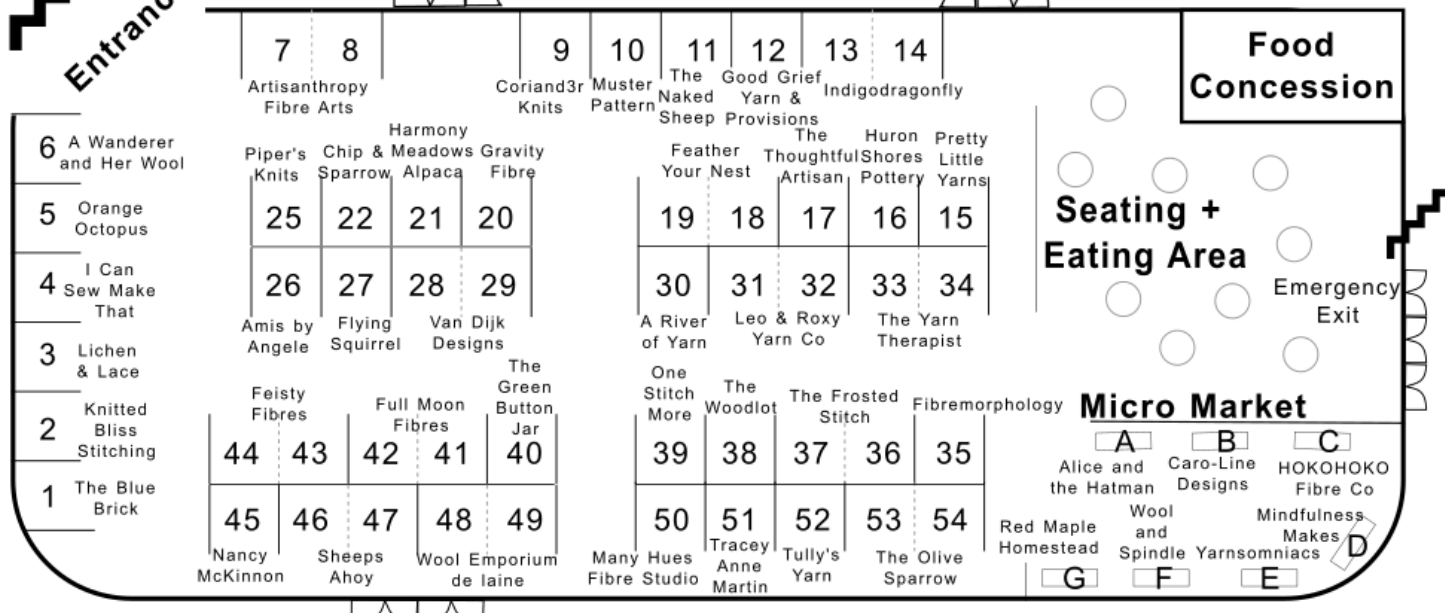 Entranc
7 8 9 10 11 12 13 14
Artisanthropy
Fibre Arts
Coriand3r
Knits
Muster
Pattern
The
Naked
Sheep
Good Grief
Yarn &
Provisions
Indigodragonfly
Food
Concession
6 A Wanderer
and Her Wool
5 Orange
Octopus
4 I Can
Sew Make
That
3 Lichen
& Lace
2 Knitted
Bliss
Stitching
1 The Blue
Brick
Piper's
Knits
Chip &
Sparrow
Harmony
Meadows
Alpaca
Gravity
Fibre
25 22 21 20
26 27 28 29
Amis by
Angele
Flying
Squirrel
Van Dijk
Designs
Feather
Your Nest
The
Thoughtful
Artisan
Huron
Shores
Pottery
Pretty
Little
Yarns
19 18 17 16 15
30 31 32 33 34
A River
of Yarn
Leo & Roxy
Yarn Co
The Yarn
Therapist
Seating +
Eating Area
Emergency
Exit
Feisty
Fibres
Full Moon
Fibres
The
Green
Button
Jar
44 43 42 41 40
45 46 47 48 49
Nancy
McKinnon
Sheeps
Ahoy
Wool Emporium
de laine
One
Stitch
More
The
Woodlot
The Frosted
Stitch
Fibremorphology
39 38 37 36 35
50 51 52 53 54
Many Hues
Fibre Studio
Tracey
Anne
Martin
Tully's
Yarn
The Olive
Sparrow
Micro Market
A B C
Alice and
the Hatman
Caro-Line
Designs
HOKOHOKO
Fibre Co
Red Maple
Homestead
Wool
and
Spindle
Yarnsomniacs
Mindfulness
Makes
D
G F E